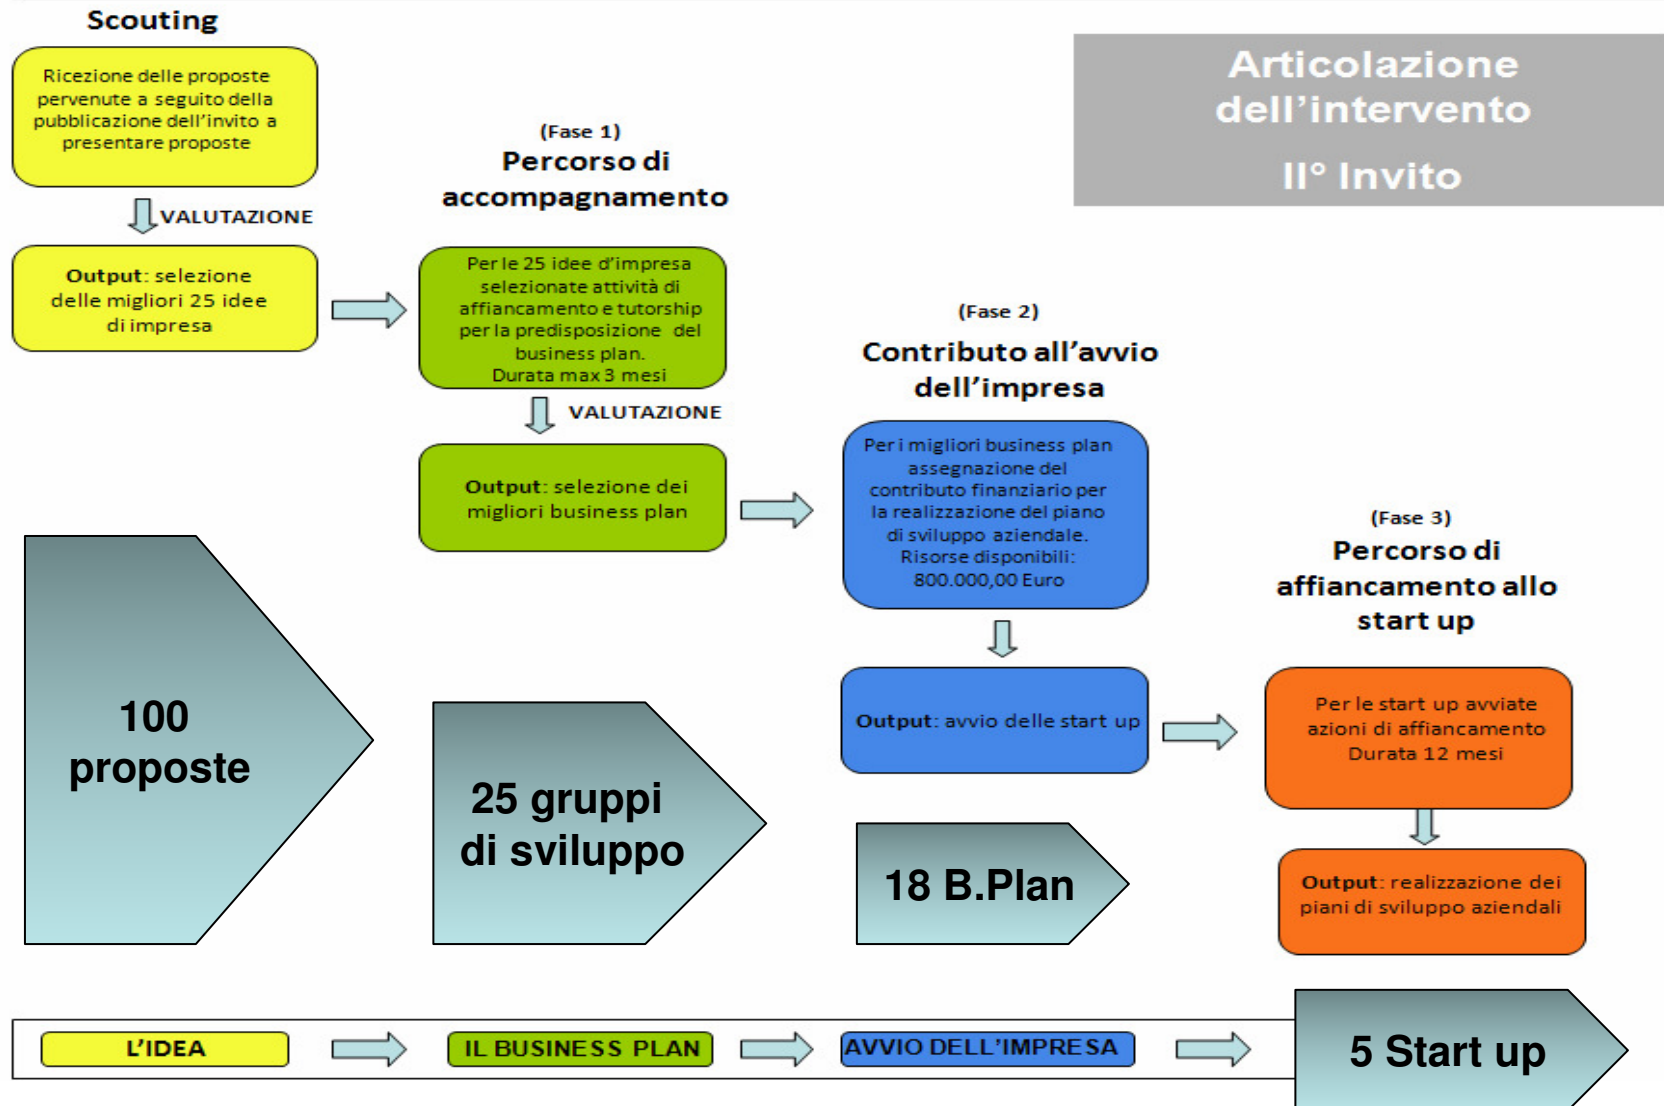 Scouting
Ricezione delle proposte
pervenute a seguito della
pubblicazione dell'invito a
presentare proposte
VALUTAZIONE
Output: selezione
delle migliori 25 idee
di impresa
Articolazione
dell'intervento
II° Invito
(Fase 1)
Percorso di
accompagnamento
Per le 25 idee d'impresa
selezionate attività di
affiancamento e tutorship
per la predisposizione del
business plan.
Durata max 3 mesi
VALUTAZIONE
Output: selezione dei
migliori business plan
(Fase 2)
Contributo all'avvio
dell'impresa
Per i migliori business plan
assegnazione del
contributo finanziario per
la realizzazione del piano
di sviluppo aziendale.
Risorse disponibili:
800.000,00 Euro
Output: avvio delle start up
(Fase 3)
Percorso di
affiancamento allo
start up
Per le start up avviate
azioni di affiancamento
Durata 12 mesi
Output: realizzazione dei
piani di sviluppo aziendali
100
proposte
25 gruppi
di sviluppo
18 B.Plan
L'IDEA
IL BUSINESS PLAN
AVVIO DELL'IMPRESA
5 Start up